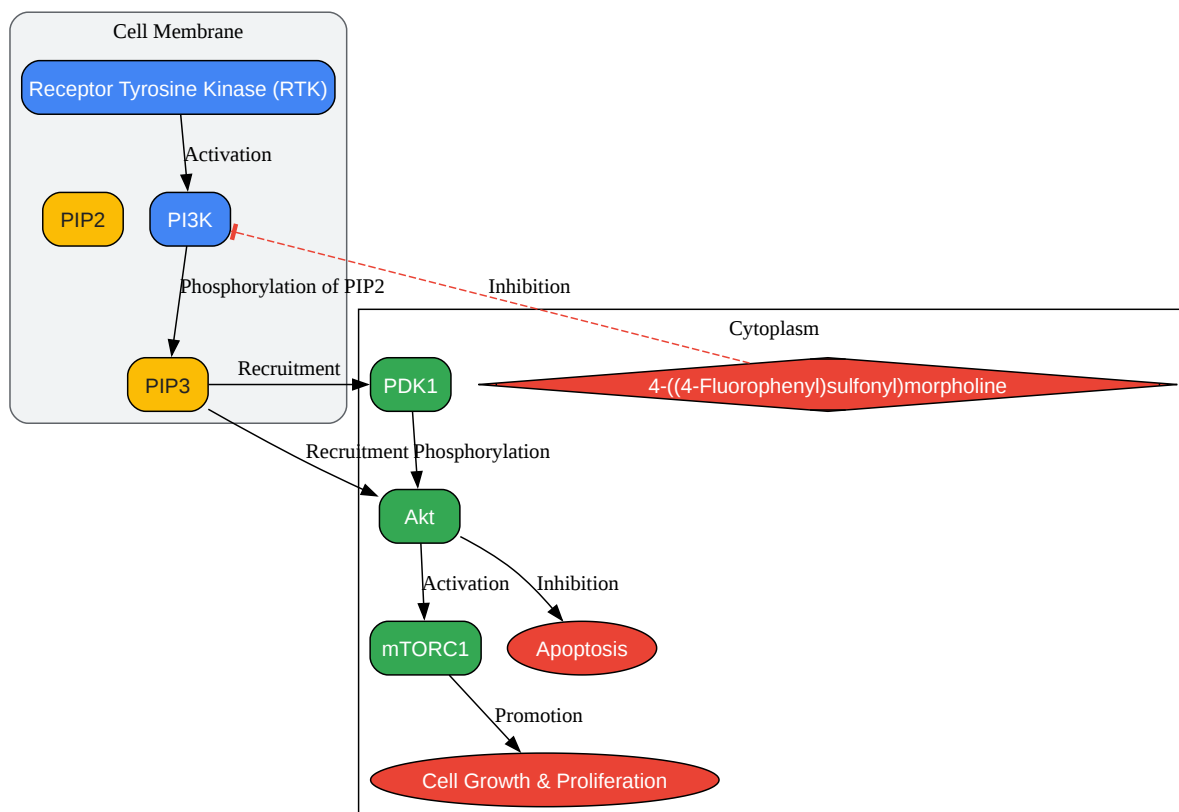 Cell Membrane
Receptor Tyrosine Kinase (RTK)
Activation
PIP2
PI3K
Phosphorylation of PIP2
Inhibition
Cytoplasm
PIP3
Recruitment
PDK1
4-((4-Fluorophenyl)sulfonyl)morpholine
Recruitment
Phosphorylation
Akt
Activation
Inhibition
mTORC1
Apoptosis
Promotion
Cell Growth & Proliferation